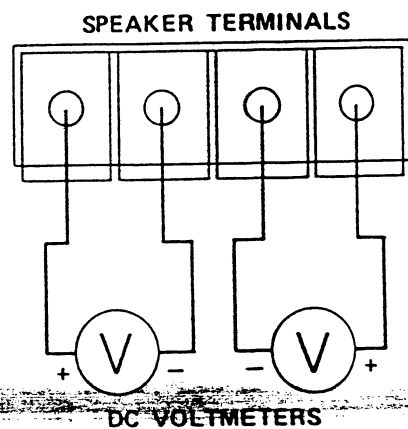 SPEAKER TERMINALS
V V
+ − − +
DC VOLTMETERS